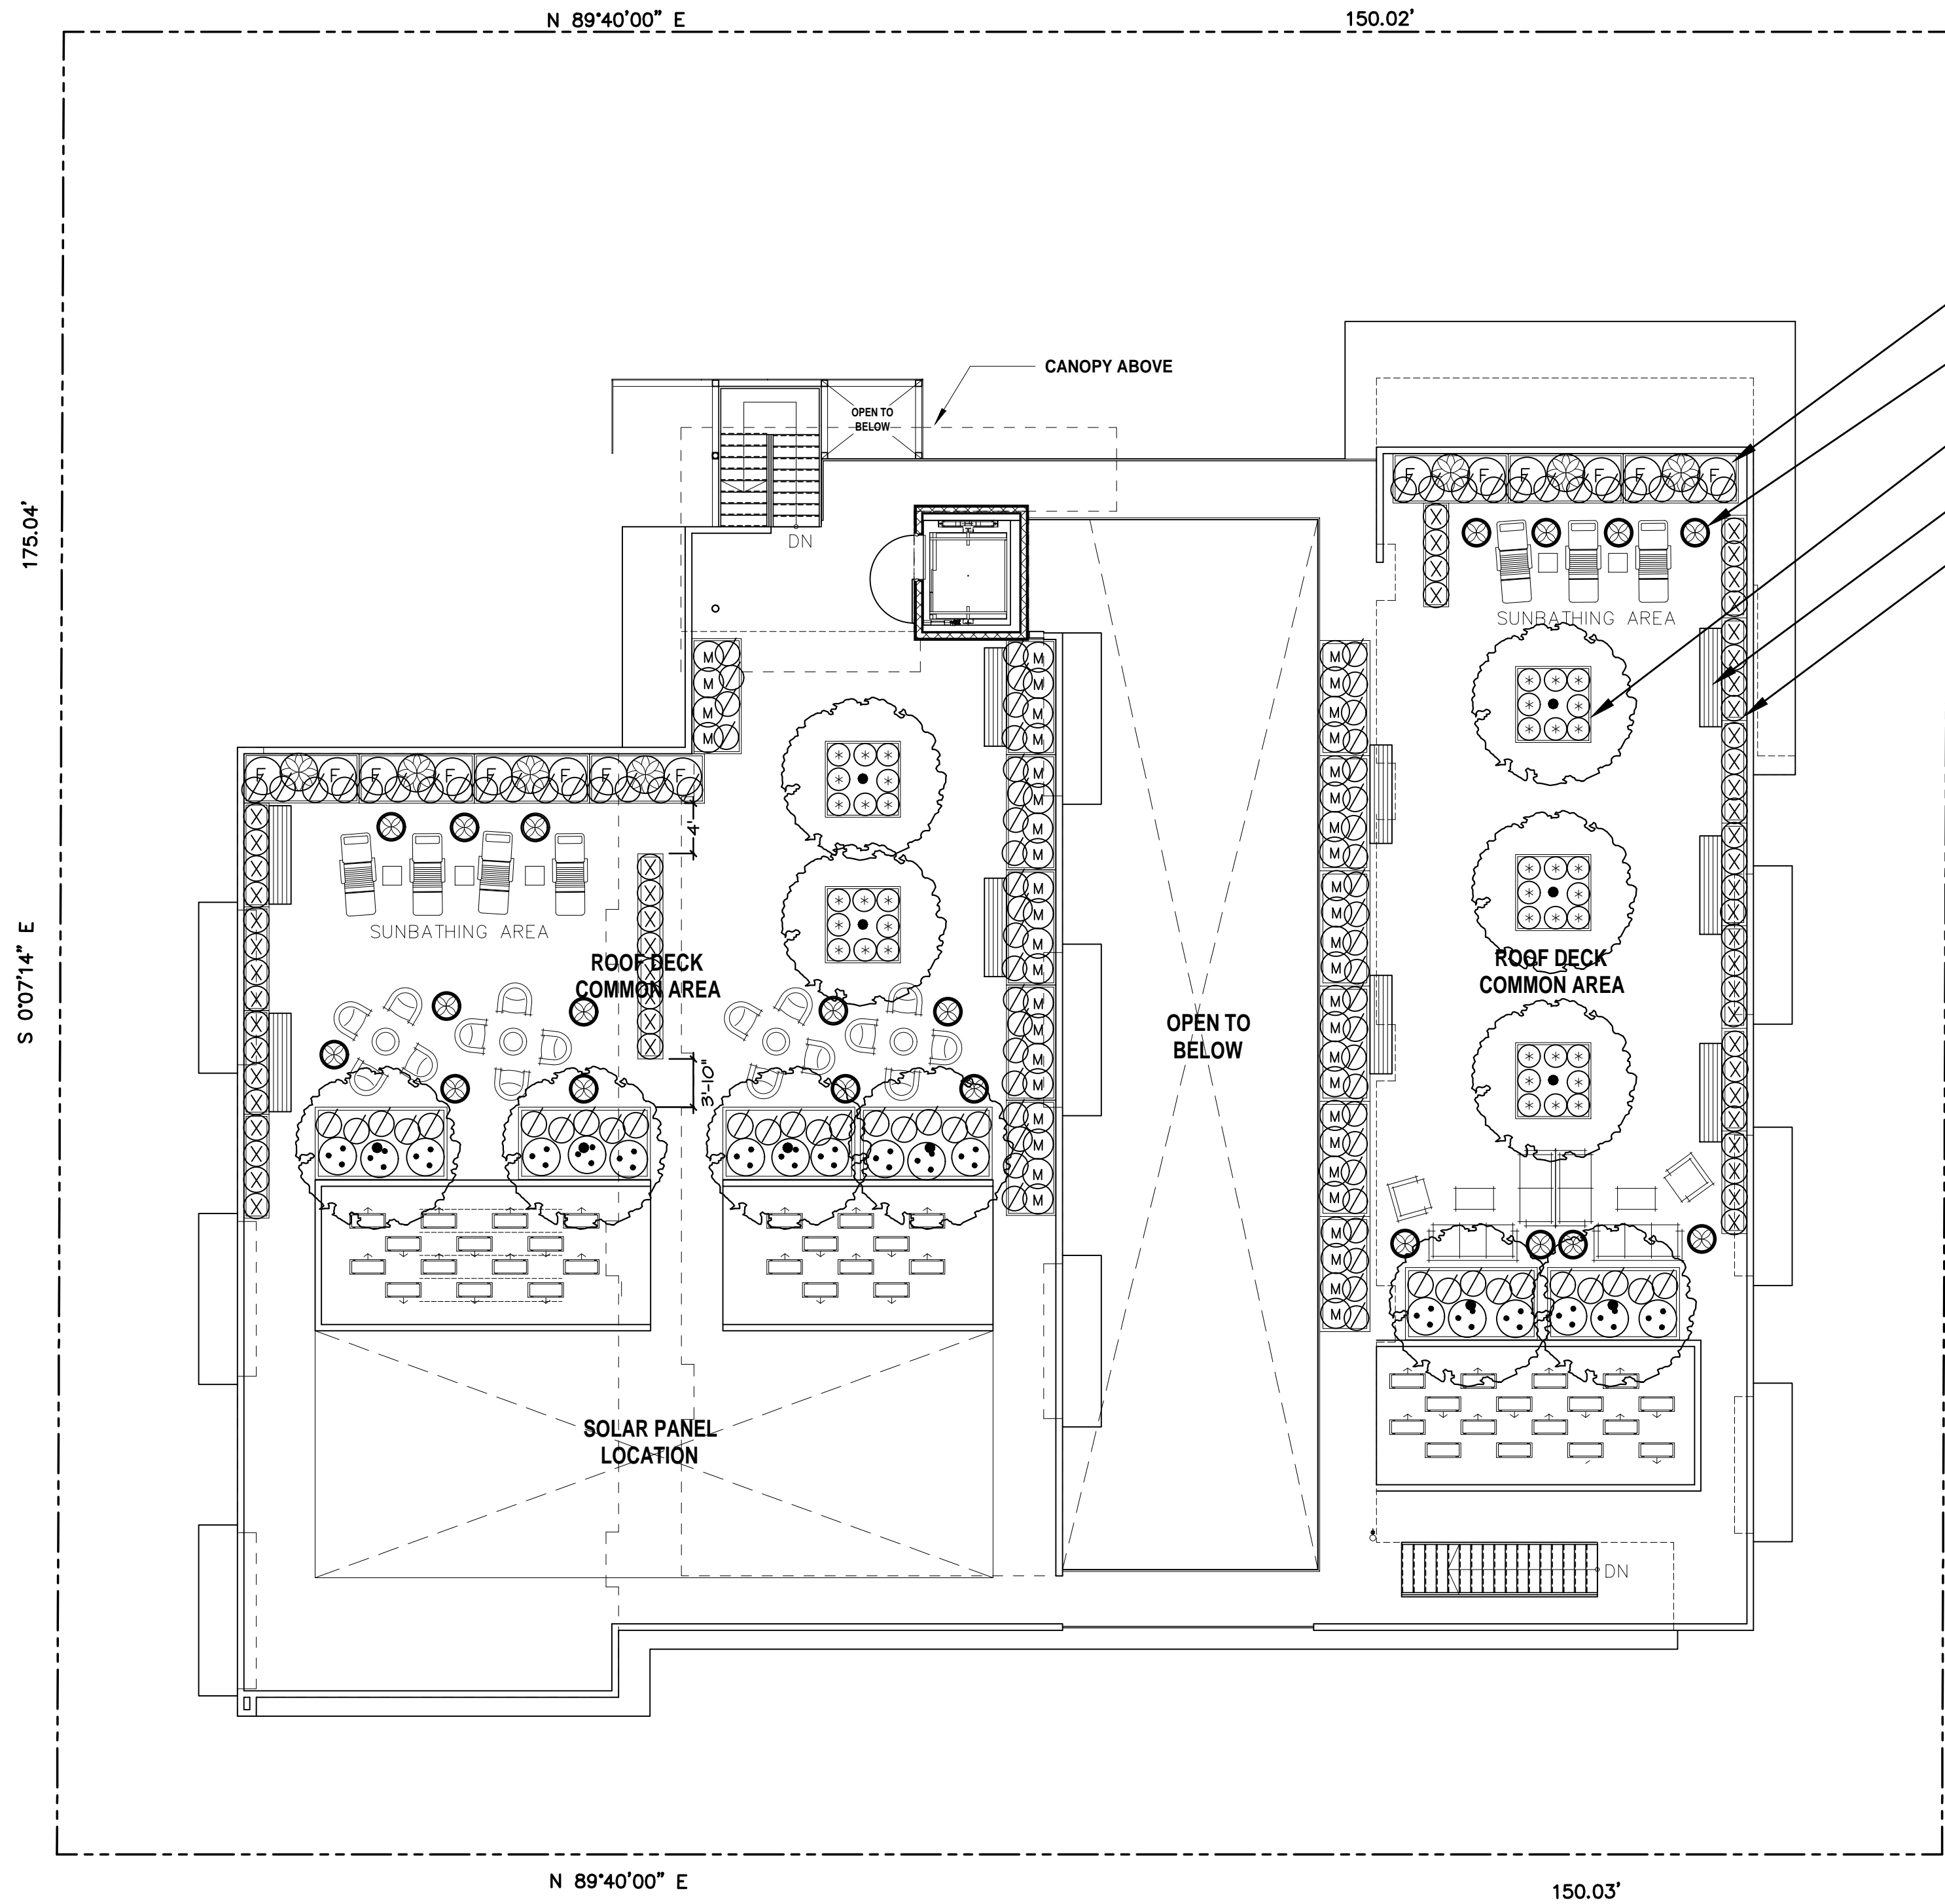 N 89°40'00" E
150.02'
CANOPY ABOVE
OPEN TO
BELOW
175.04'
DN
SUNBATHING AREA
4'
SUNBATHING AREA
ROOF DECK
COMMON AREA
ROOF DECK
COMMON AREA
S 0°07'14" E
OPEN TO
BELOW
3'-10"
SOLAR PANEL
LOCATION
DN
N 89°40'00" E
150.03'